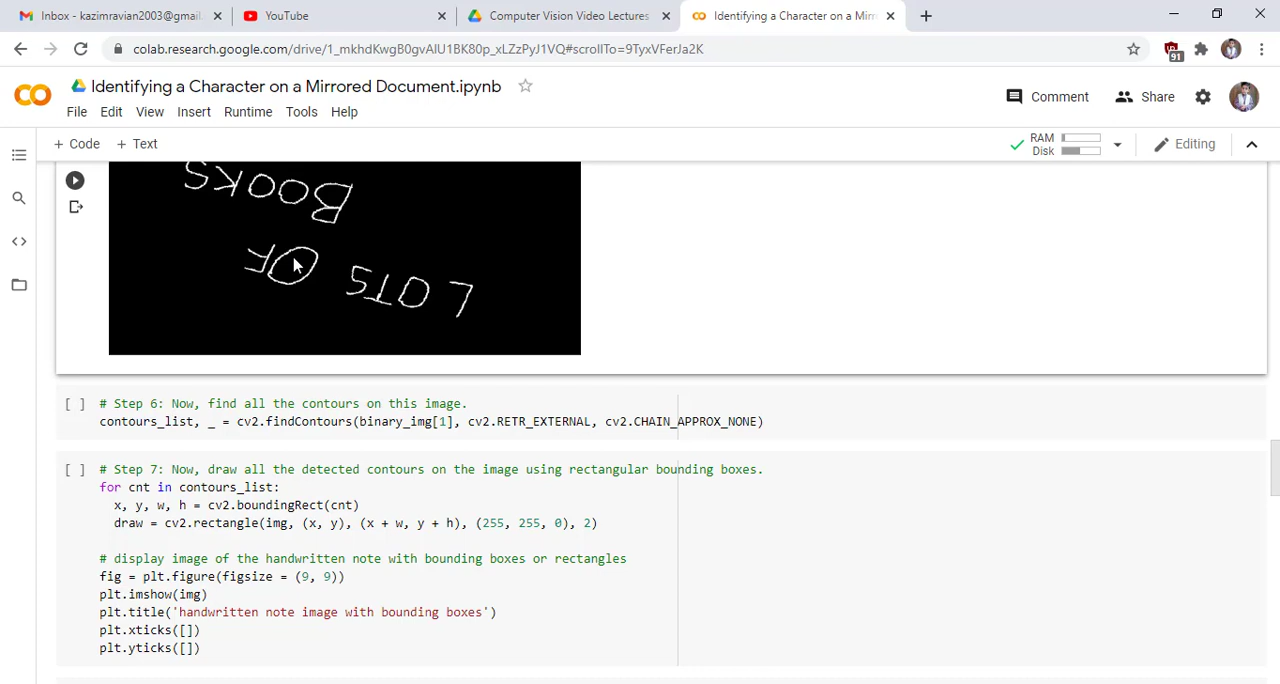 Inbox - kazimravian2003@gmail.
YouTube
Computer Vision Video Lectures
Identifying a Character on a Mirr
colab.research.google.com/drive/1_mkhdKwgB0gvAlU1BK80p_xLZzPyJ1VQ#scrollTo=9TyxVFerJa2K
91
Identifying a Character on a Mirrored Document.ipynb
Comment
Share
File Edit View Insert Runtime Tools Help
+ Code + Text
RAM
Disk
Editing
BOOKS
OF
LOTS
[ ] # Step 6: Now, find all the contours on this image.
contours_list, _ = cv2.findContours(binary_img[1], cv2.RETR_EXTERNAL, cv2.CHAIN_APPROX_NONE)
[ ] # Step 7: Now, draw all the detected contours on the image using rectangular bounding boxes.
for cnt in contours_list:
x, y, w, h = cv2.boundingRect(cnt)
draw = cv2.rectangle(img, (x, y), (x + w, y + h), (255, 255, 0), 2)
# display image of the handwritten note with bounding boxes or rectangles
fig = plt.figure(figsize = (9, 9))
plt.imshow(img)
plt.title('handwritten note image with bounding boxes')
plt.xticks([])
plt.yticks([])